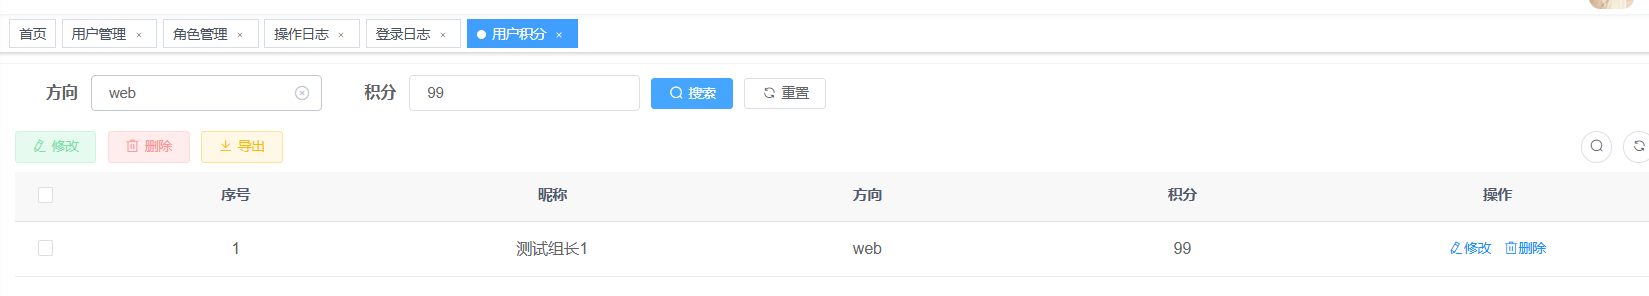 首页 用户管理 × 角色管理 × 操作日志 × 登录日志 × 用户积分 ×
方向 web 积分 99 搜索 重置
修改 删除 导出
序号 昵称 方向 积分 操作
1 测试组长1 web 99 修改 删除